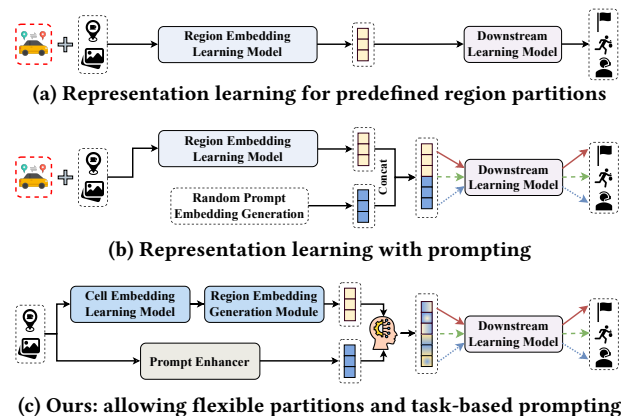 Region Embedding
Learning Model
Downstream
Learning Model
(a) Representation learning for predefined region partitions
Region Embedding
Learning Model
Random Prompt
Embedding Generation
Concat
Downstream
Learning Model
(b) Representation learning with prompting
Cell Embedding
Learning Model
Region Embedding
Generation Module
Prompt Enhancer
Downstream
Learning Model
(c) Ours: allowing flexible partitions and task-based prompting